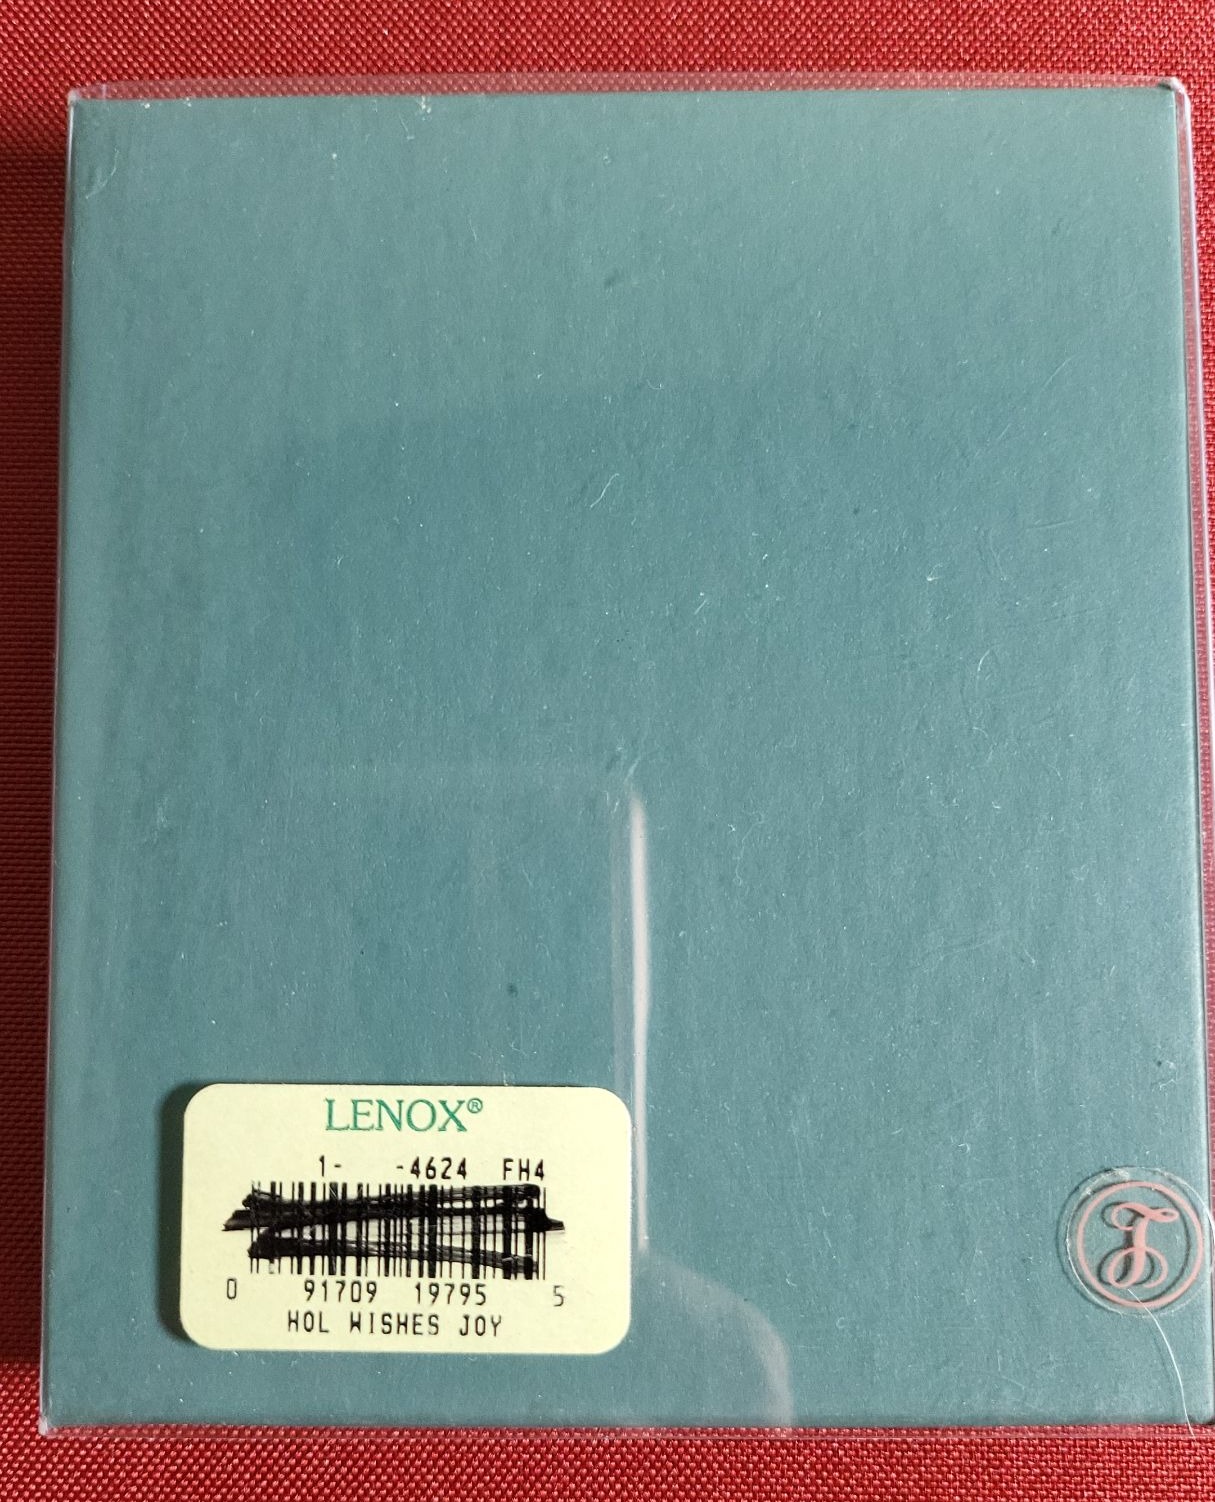 LENOX®
1-   -4624 FH4
0 91709 19795 5
HOL WISHES JOY